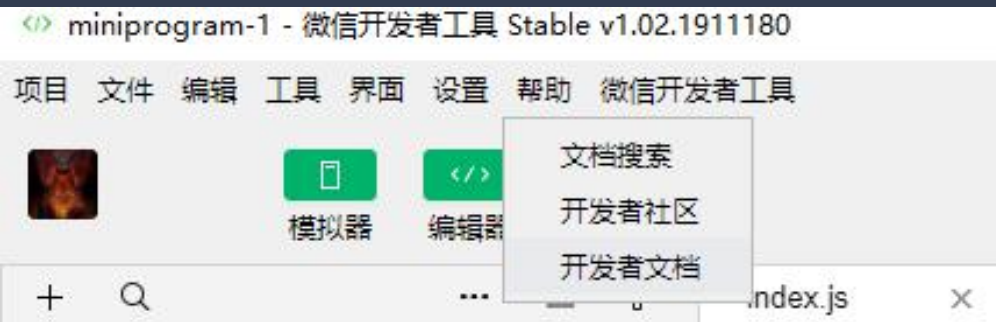 miniprogram-1 - 微信开发者工具 Stable v1.02.1911180
项目 文件 编辑 工具 界面 设置 帮助 微信开发者工具
文档搜索
开发者社区
开发者文档
模拟器 编辑器
index.js